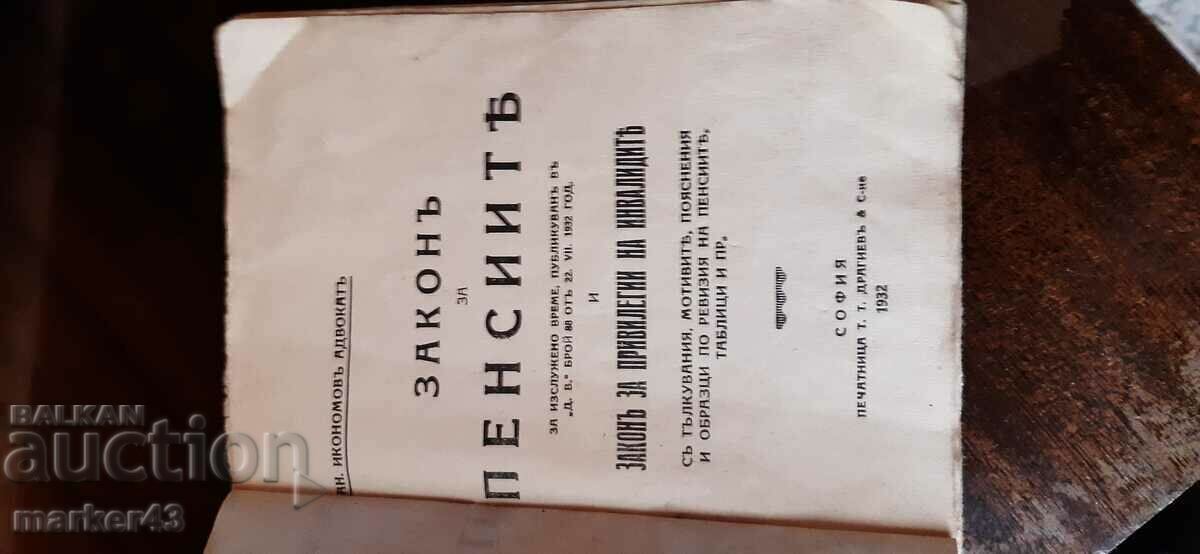 ИКОНОМОВЪ АДВОКАТЪ
ЗАКОНЪ
ЗА
ПЕНСИИТѢ
ЗА ИЗСЛУЖЕНО ВРЕМЕ, ПУБЛИКУВАНЪ ВЪ
„Д. В.“ БРОЙ 88 ОТЪ 22. VII. 1932 ГОД.
И
ЗАКОНЪ ЗА ПРИВИЛЕГИИ НА ИНВАЛИДИТѢ
СЪ ТЪЛКУВАНИЯ, МОТИВИТѢ, ПОЯСНЕНИЯ
И ОБРАЗЦИ ПО РЕВИЗИЯ НА ПЕНСИИТѢ,
ТАБЛИЦИ И ПР.
СОФИЯ
ПЕЧАТНИЦА Т. Т. ДРАГИЕВЪ & С-ие
1932
BALKAN
auction
marker43